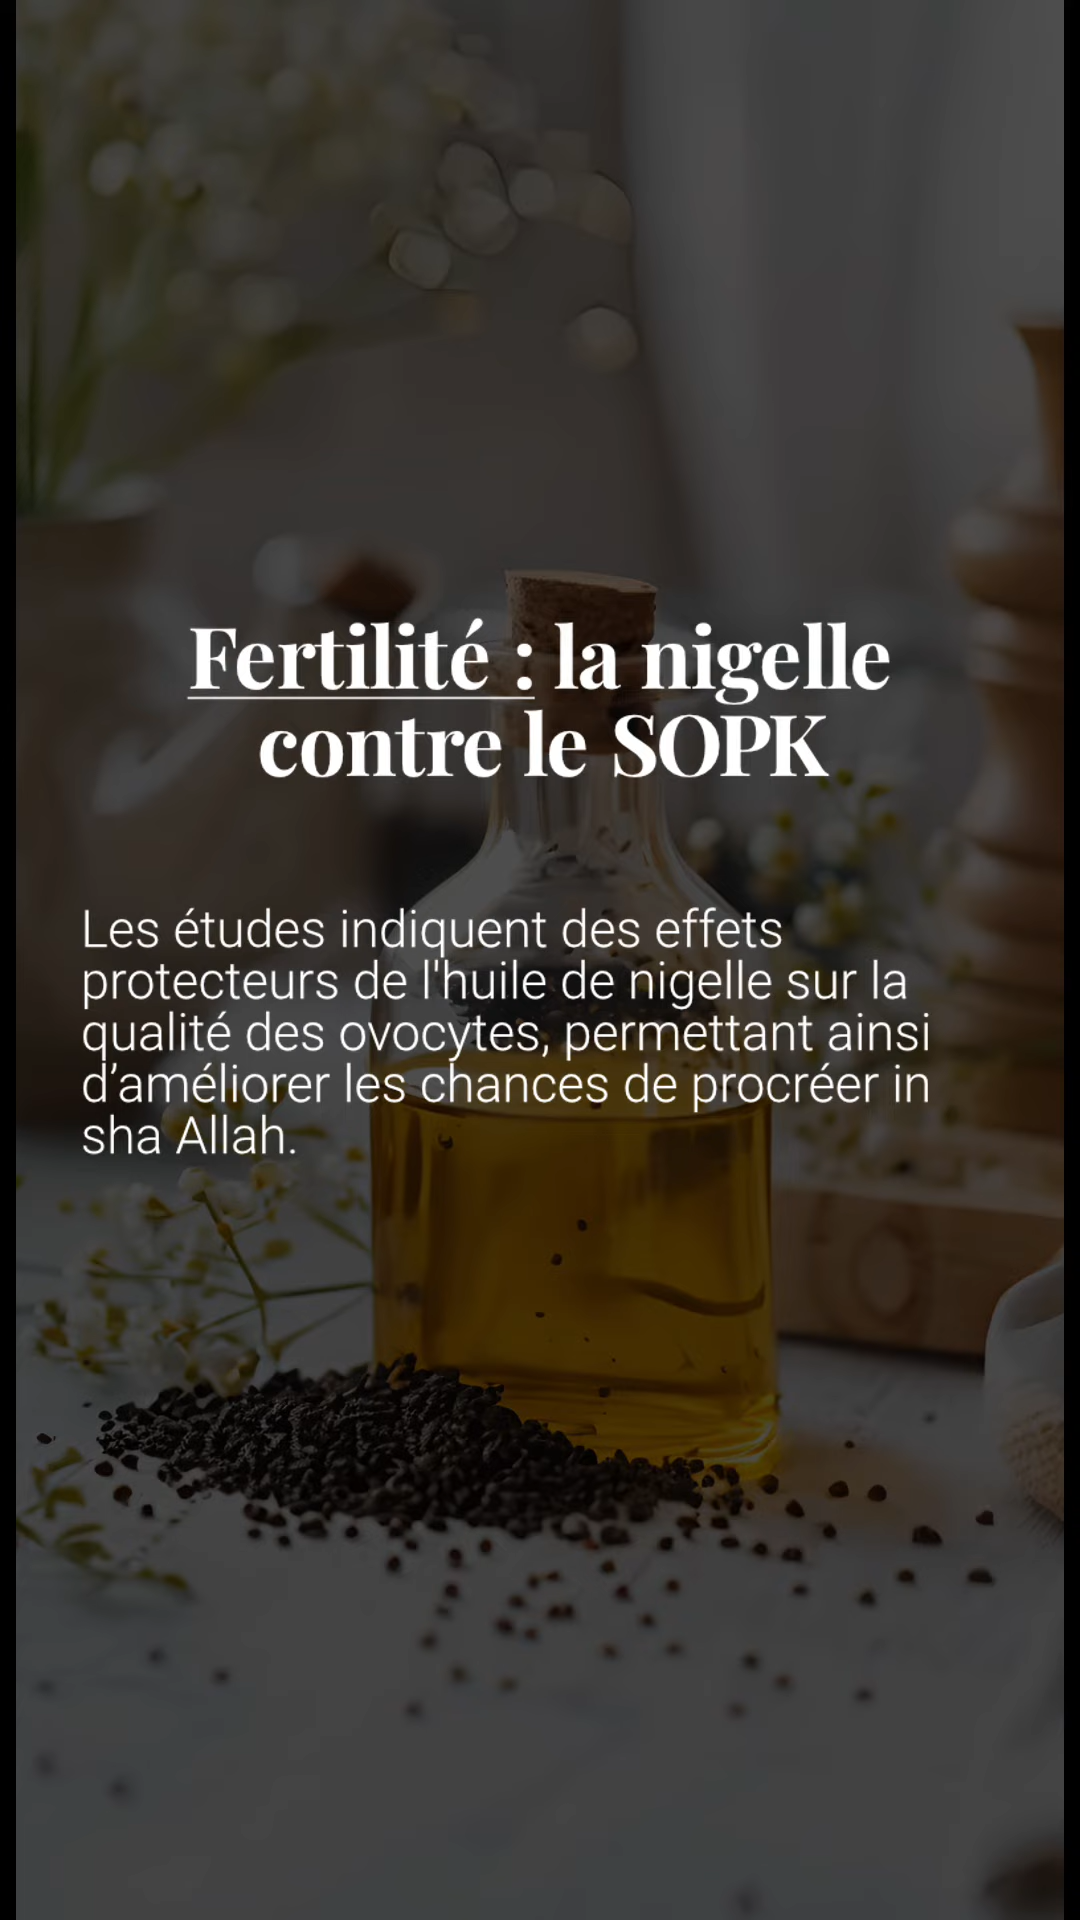 Fertilité : la nigelle
contre le SOPK
Les études indiquent des effets
protecteurs de l'huile de nigelle sur la
qualité des ovocytes, permettant ainsi
d’améliorer les chances de procréer in
sha Allah.